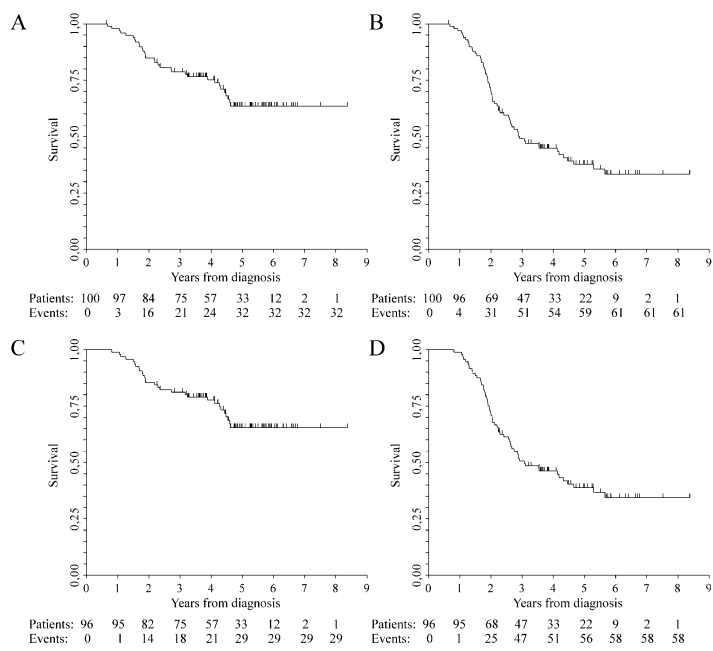 A
Survival
1,00
0,75
0,50
0,25
0,00
0 1 2 3 4 5 6 7 8 9
Years from diagnosis
Patients: 100 97 84 75 57 33 12 2 1
Events: 0 3 16 21 24 32 32 32 32
B
Survival
1,00
0,75
0,50
0,25
0,00
0 1 2 3 4 5 6 7 8 9
Years from diagnosis
Patients: 100 96 69 47 33 22 9 2 1
Events: 0 4 31 51 54 59 61 61 61
C
Survival
1,00
0,75
0,50
0,25
0,00
0 1 2 3 4 5 6 7 8 9
Years from diagnosis
Patients: 96 95 82 75 57 33 12 2 1
Events: 0 1 14 18 21 29 29 29 29
D
Survival
1,00
0,75
0,50
0,25
0,00
0 1 2 3 4 5 6 7 8 9
Years from diagnosis
Patients: 96 95 68 47 33 22 9 2 1
Events: 0 1 25 47 51 56 58 58 58